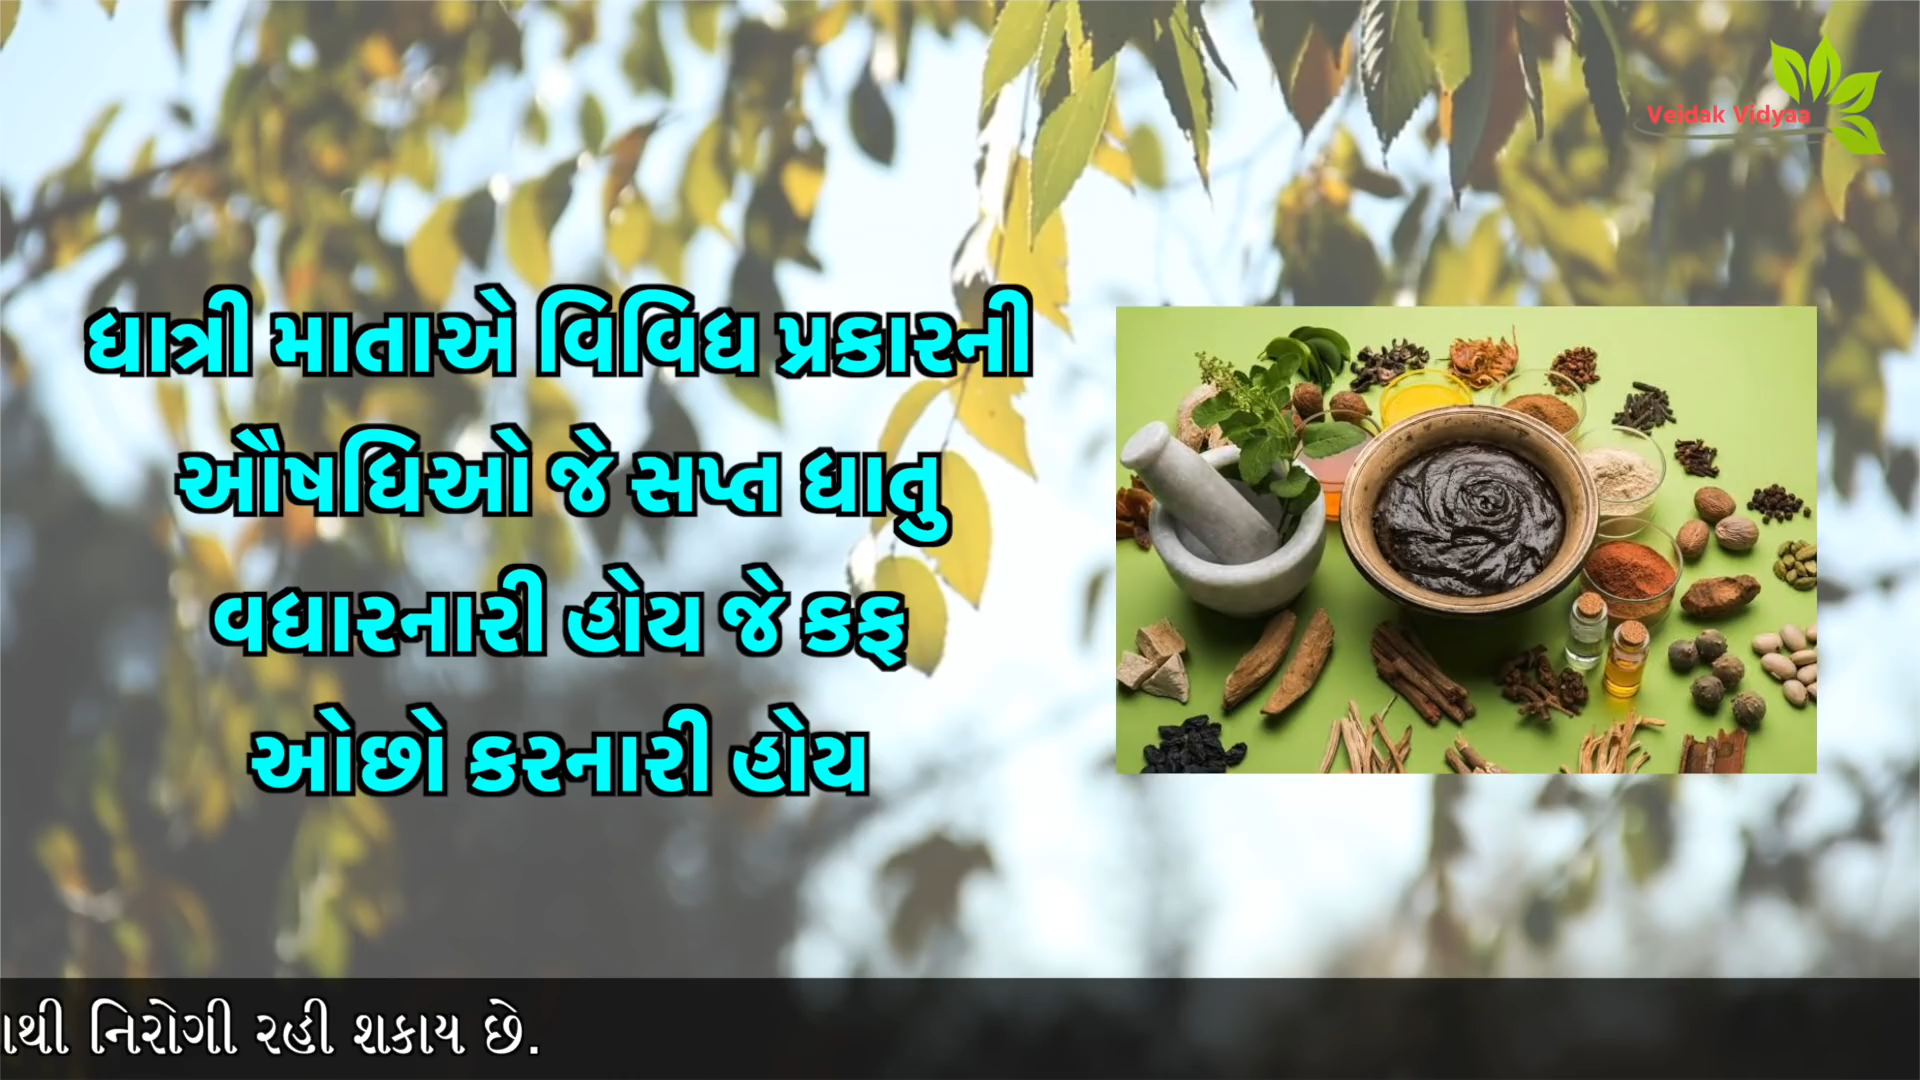 Veidak Vidyaa
ધાત્રી માતાએ વિવિધ પ્રકારની
ઔષધિઓ જે સપ્ત ધાતુ
વધારનારી હોય જે કફ
ઓછો કરનારી હોય
નિરોગી રહી શકાય છે.